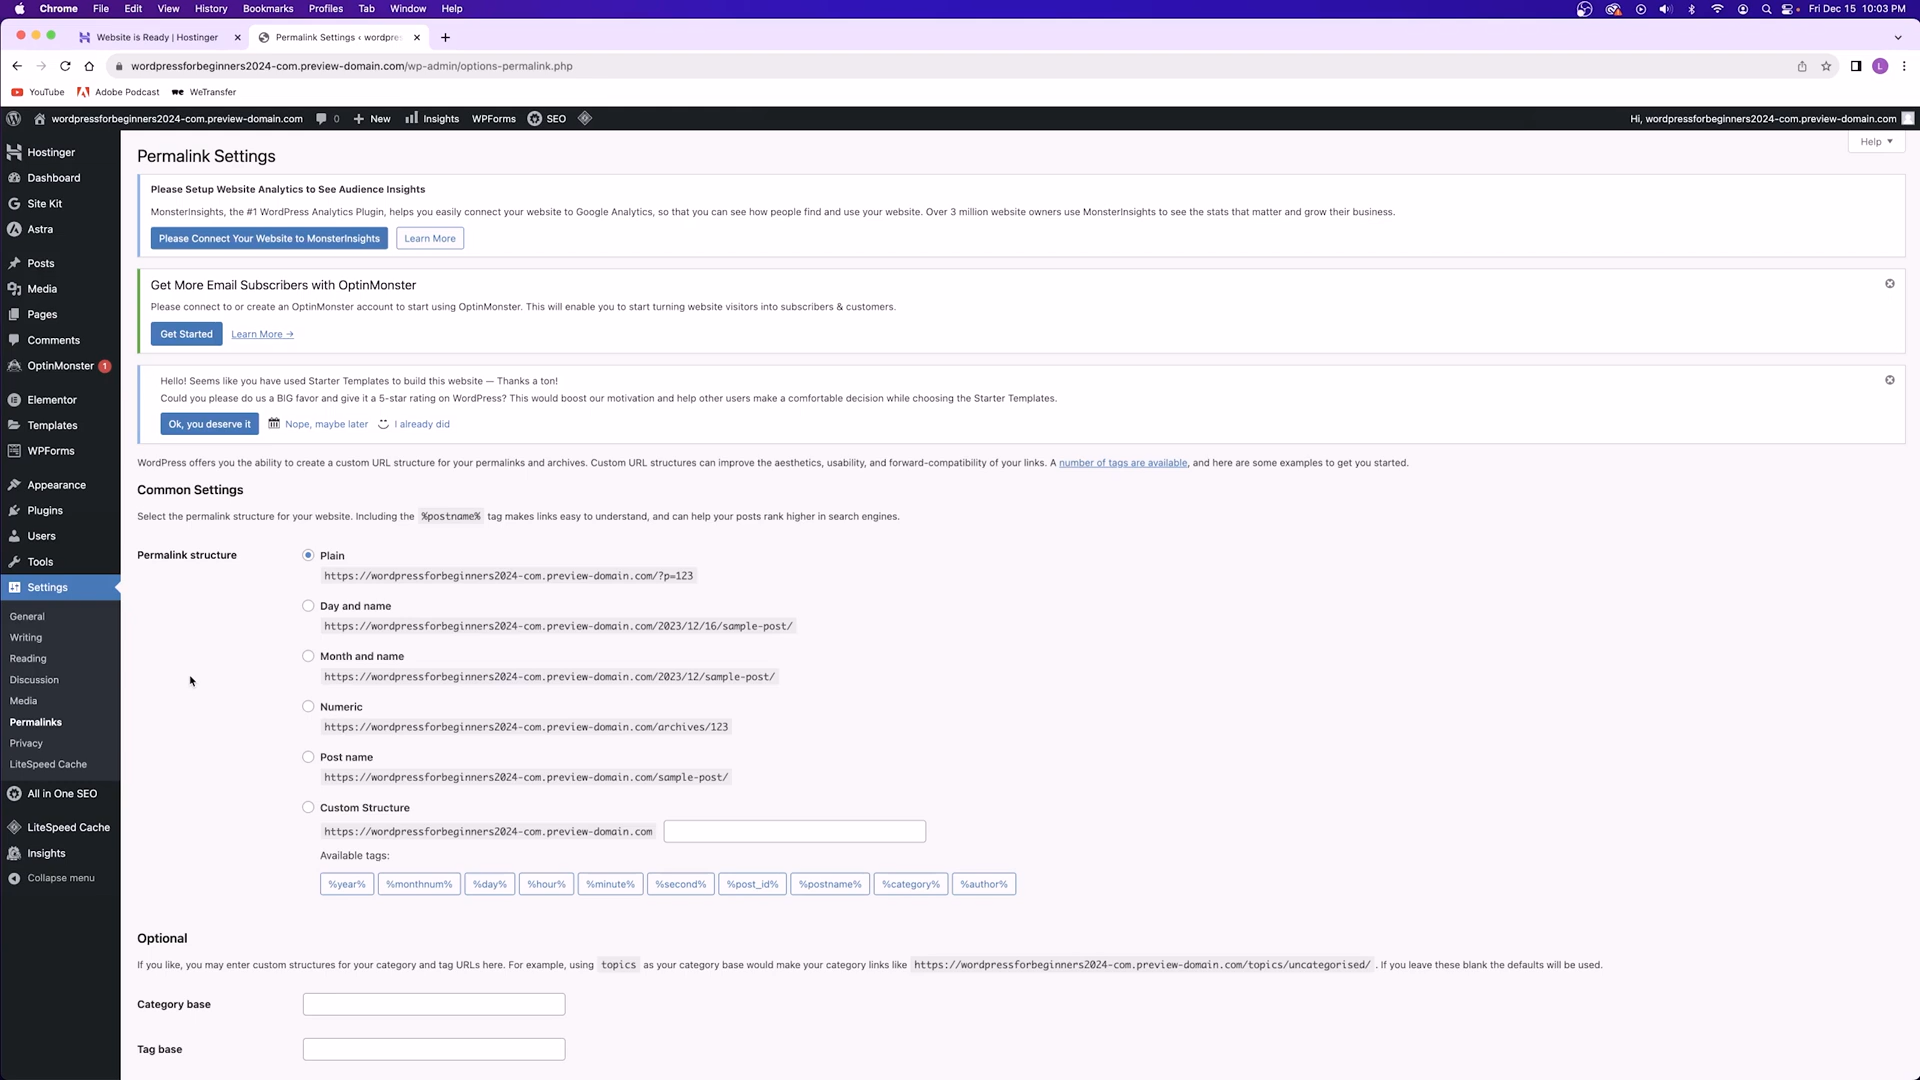 Chrome File Edit View History Bookmarks Profiles Tab Window Help Fri Dec 15 10:03 PM
Website is Ready | Hostinger Permalink Settings ‹ wordpres
wordpressforbeginners2024-com.preview-domain.com/wp-admin/options-permalink.php L
YouTube Adobe Podcast WeTransfer
wordpressforbeginners2024-com.preview-domain.com 0 New Insights WPForms SEO Hi, wordpressforbeginners2024-com.preview-domain.com
Hostinger
Dashboard
Site Kit
Astra
Posts
Media
Pages
Comments
OptinMonster 1
Elementor
Templates
WPForms
Appearance
Plugins
Users
Tools
Settings
General
Writing
Reading
Discussion
Media
Permalinks
Privacy
LiteSpeed Cache
All in One SEO
LiteSpeed Cache
Insights
Collapse menu
Help ▼
Permalink Settings
Please Setup Website Analytics to See Audience Insights
MonsterInsights, the #1 WordPress Analytics Plugin, helps you easily connect your website to Google Analytics, so that you can see how people find and use your website. Over 3 million website owners use MonsterInsights to see the stats that matter and grow their business.
Please Connect Your Website to MonsterInsights Learn More
Get More Email Subscribers with OptinMonster
Please connect to or create an OptinMonster account to start using OptinMonster. This will enable you to start turning website visitors into subscribers & customers.
Get Started Learn More →
Hello! Seems like you have used Starter Templates to build this website — Thanks a ton!
Could you please do us a BIG favor and give it a 5-star rating on WordPress? This would boost our motivation and help other users make a comfortable decision while choosing the Starter Templates.
Ok, you deserve it Nope, maybe later I already did
WordPress offers you the ability to create a custom URL structure for your permalinks and archives. Custom URL structures can improve the aesthetics, usability, and forward-compatibility of your links. A number of tags are available, and here are some examples to get you started.
Common Settings
Select the permalink structure for your website. Including the %postname% tag makes links easy to understand, and can help your posts rank higher in search engines.
Permalink structure
Plain
https://wordpressforbeginners2024-com.preview-domain.com/?p=123
Day and name
https://wordpressforbeginners2024-com.preview-domain.com/2023/12/16/sample-post/
Month and name
https://wordpressforbeginners2024-com.preview-domain.com/2023/12/sample-post/
Numeric
https://wordpressforbeginners2024-com.preview-domain.com/archives/123
Post name
https://wordpressforbeginners2024-com.preview-domain.com/sample-post/
Custom Structure
https://wordpressforbeginners2024-com.preview-domain.com
Available tags:
%year% %monthnum% %day% %hour% %minute% %second% %post_id% %postname% %category% %author%
Optional
If you like, you may enter custom structures for your category and tag URLs here. For example, using topics as your category base would make your category links like https://wordpressforbeginners2024-com.preview-domain.com/topics/uncategorised/ . If you leave these blank the defaults will be used.
Category base
Tag base